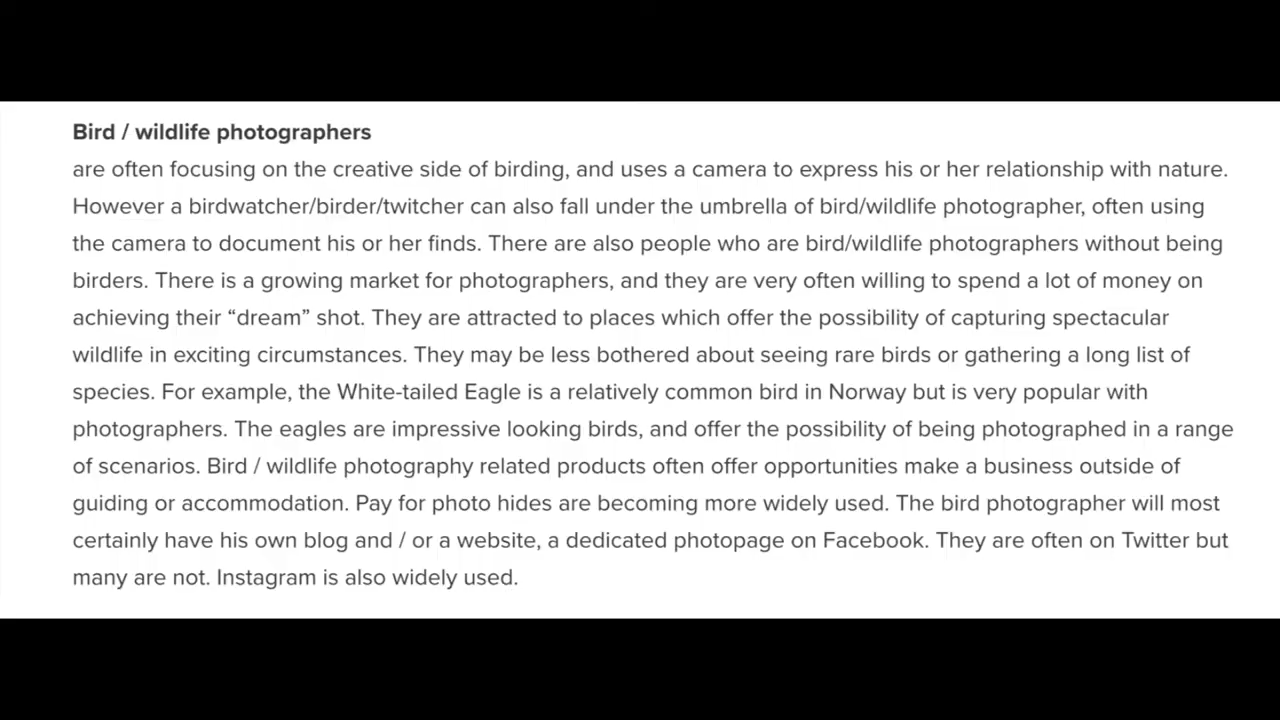 Bird / wildlife photographers
are often focusing on the creative side of birding, and uses a camera to express his or her relationship with nature.
However a birdwatcher/birder/twitcher can also fall under the umbrella of bird/wildlife photographer, often using
the camera to document his or her finds. There are also people who are bird/wildlife photographers without being
birders. There is a growing market for photographers, and they are very often willing to spend a lot of money on
achieving their “dream” shot. They are attracted to places which offer the possibility of capturing spectacular
wildlife in exciting circumstances. They may be less bothered about seeing rare birds or gathering a long list of
species. For example, the White-tailed Eagle is a relatively common bird in Norway but is very popular with
photographers. The eagles are impressive looking birds, and offer the possibility of being photographed in a range
of scenarios. Bird / wildlife photography related products often offer opportunities make a business outside of
guiding or accommodation. Pay for photo hides are becoming more widely used. The bird photographer will most
certainly have his own blog and / or a website, a dedicated photopage on Facebook. They are often on Twitter but
many are not. Instagram is also widely used.